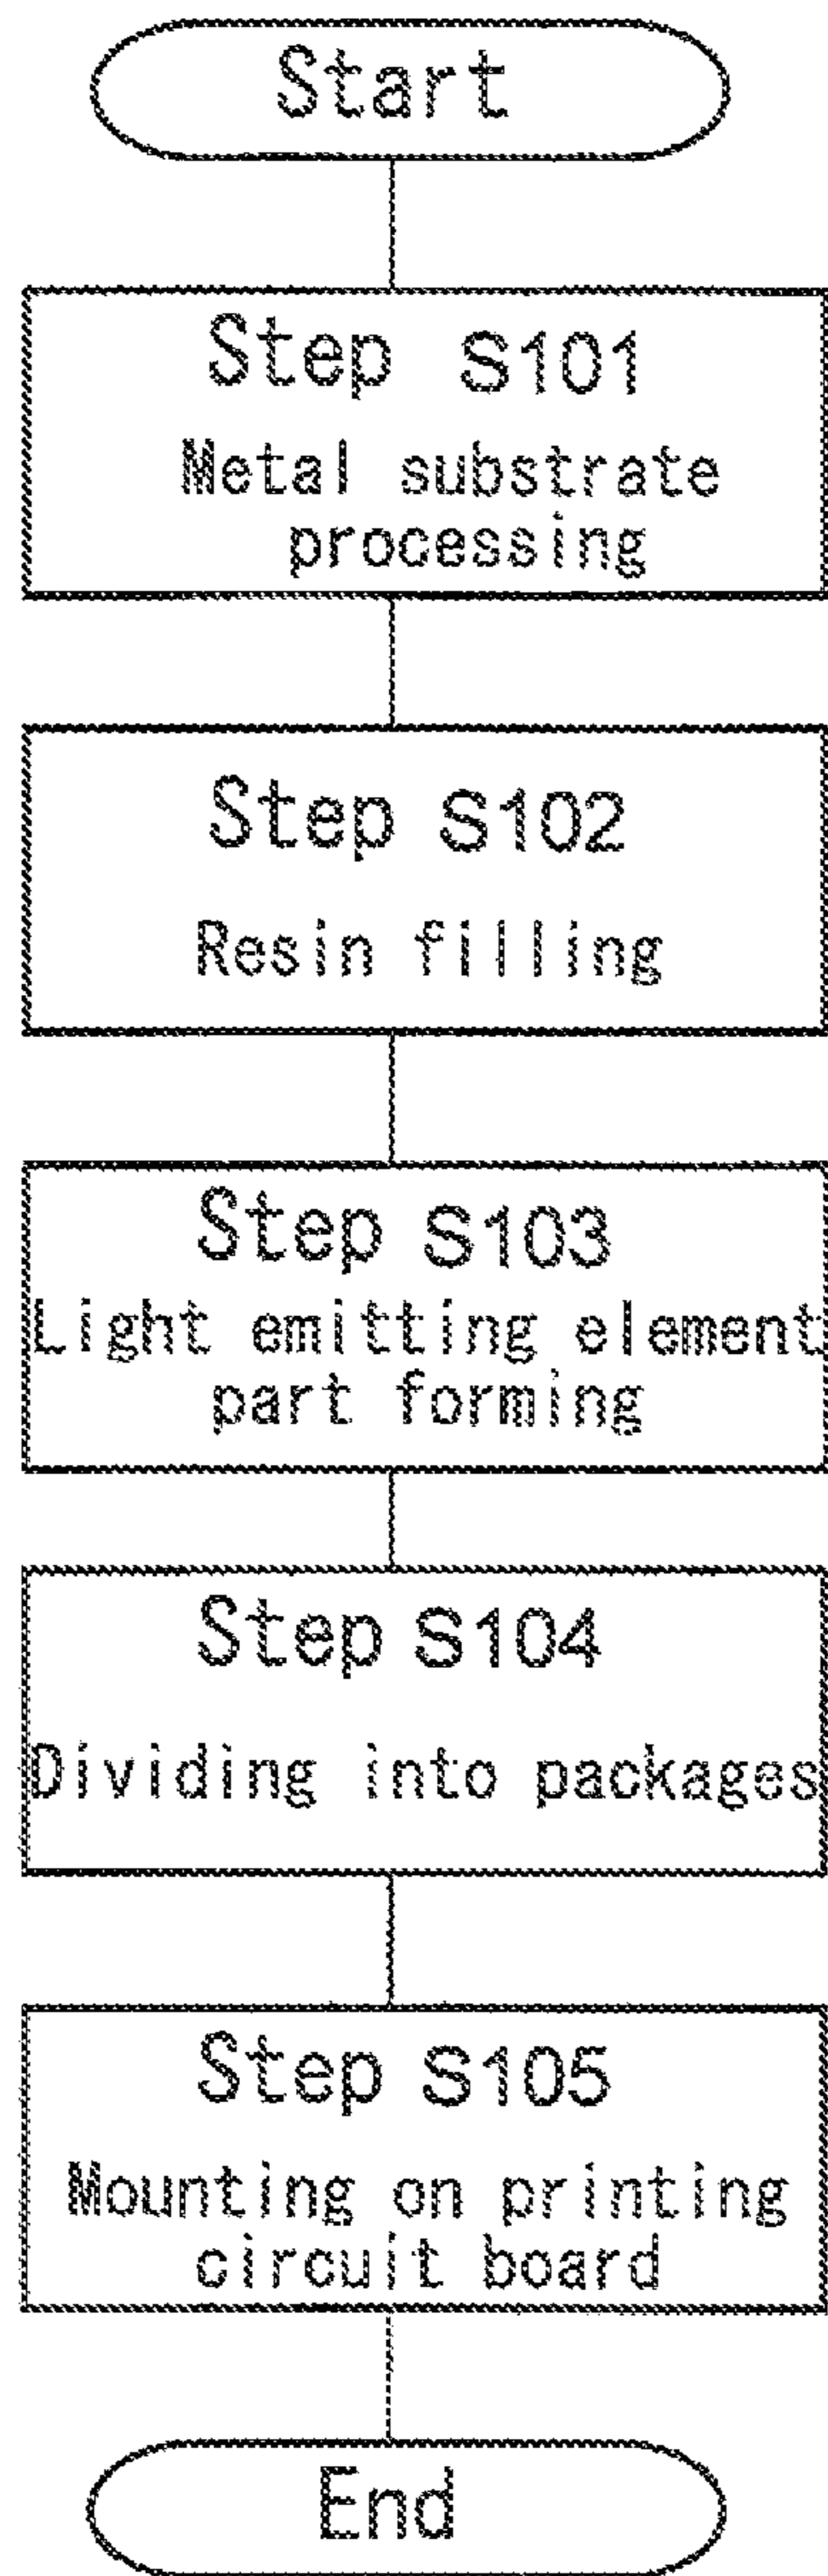 Start
Step S101
Metal substrate
processing
Step S102
Resin filling
Step S103
Light emitting element
part forming
Step S104
Dividing into packages
Step S105
Mounting on printing
circuit board
End